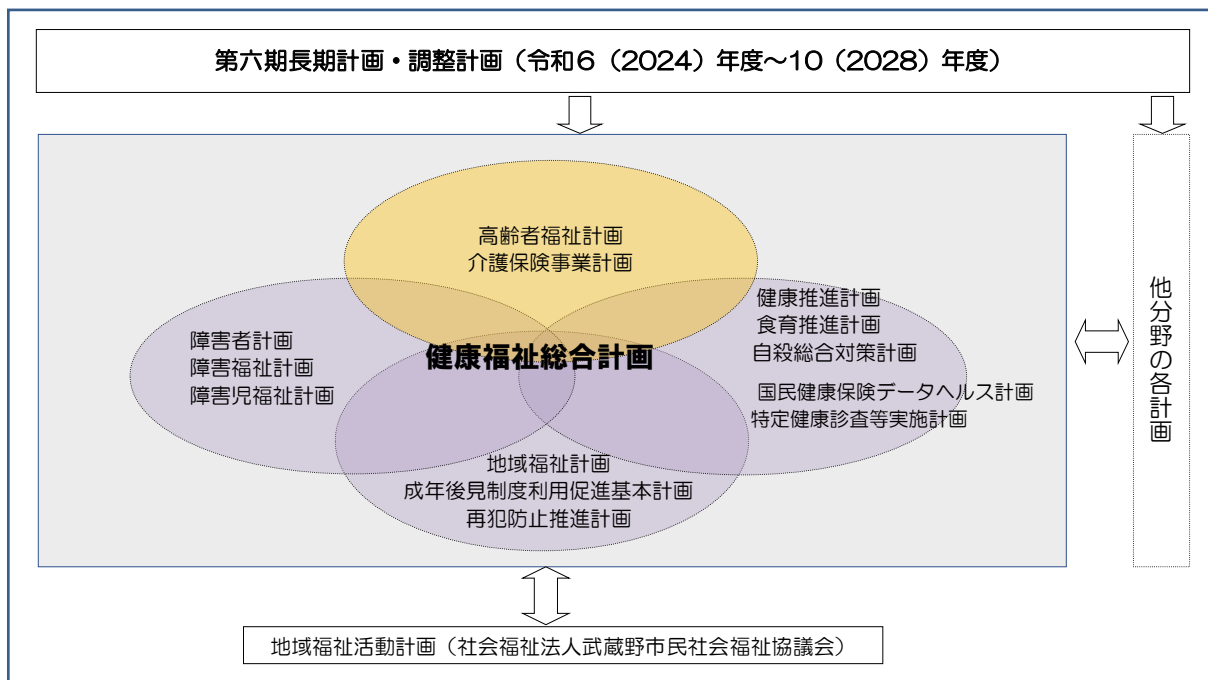 第六期長期計画・調整計画（令和６（2024）年度～10（2028）年度）
高齢者福祉計画
介護保険事業計画
障害者計画
障害福祉計画
障害児福祉計画
健康福祉総合計画
健康推進計画
食育推進計画
自殺総合対策計画
国民健康保険データヘルス計画
特定健康診査等実施計画
地域福祉計画
成年後見制度利用促進基本計画
再犯防止推進計画
他分野の各計画
地域福祉活動計画（社会福祉法人武蔵野市民社会福祉協議会）